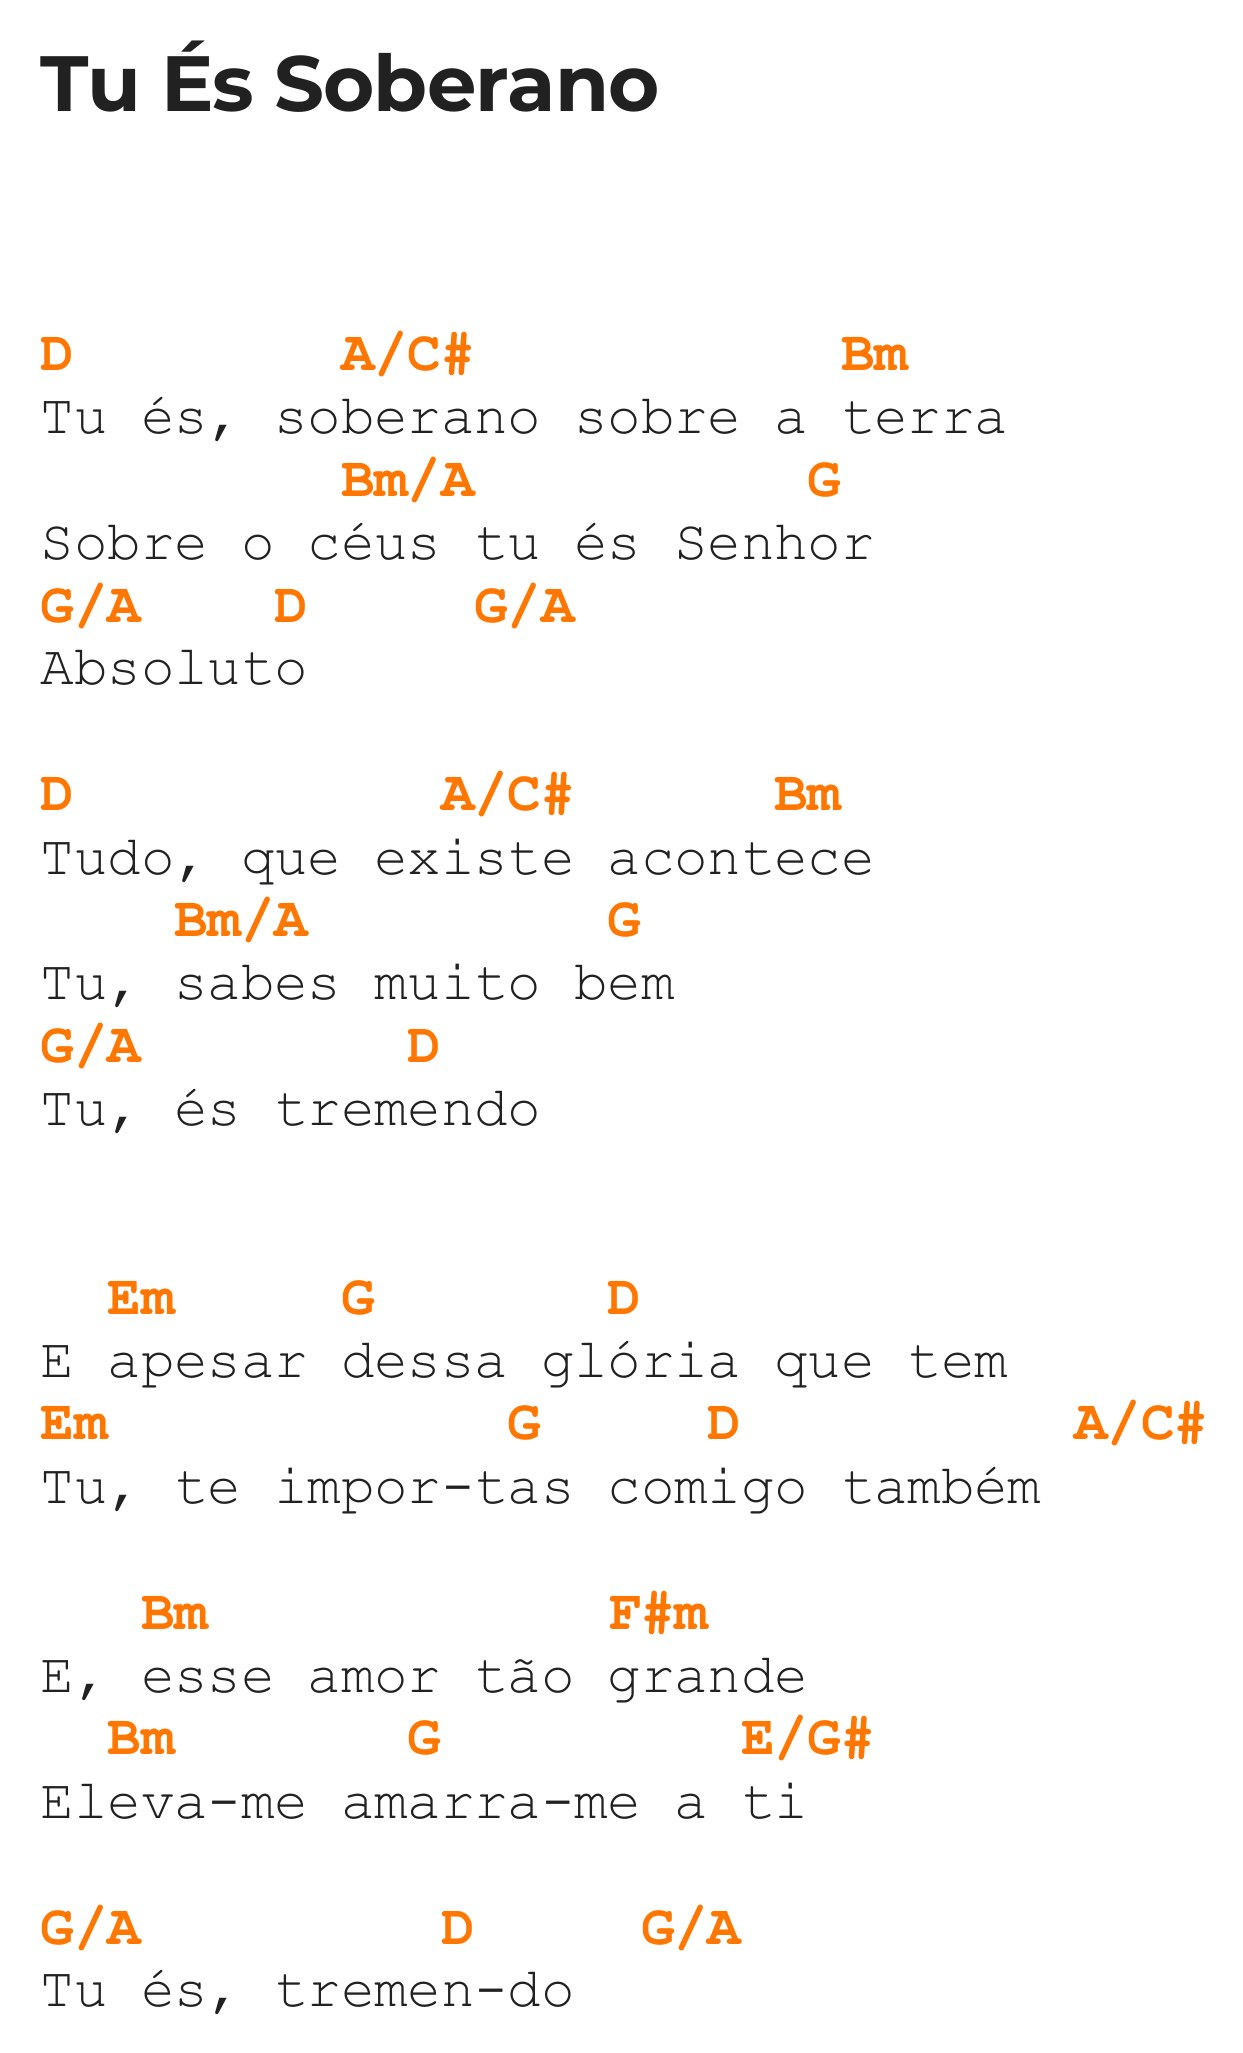 Tu És Soberano
D        A/C#           Bm
Tu és, soberano sobre a terra
         Bm/A          G
Sobre o céus tu és Senhor
G/A    D     G/A
Absoluto
D           A/C#      Bm
Tudo, que existe acontece
    Bm/A         G
Tu, sabes muito bem
G/A        D
Tu, és tremendo
  Em     G       D
E apesar dessa glória que tem
Em            G     D          A/C#
Tu, te impor-tas comigo também
   Bm            F#m
E, esse amor tão grande
  Bm       G         E/G#
Eleva-me amarra-me a ti
G/A         D     G/A
Tu és, tremen-do